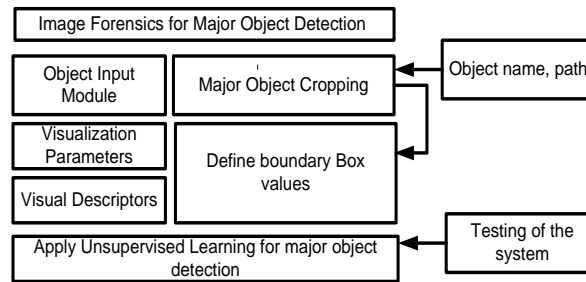 Image Forensics for Major Object Detection
Object Input
Module
Major Object Cropping
Object name, path
Visualization
Parameters
Define boundary Box
values
Visual Descriptors
Apply Unsupervised Learning for major object
detection
Testing of the
system